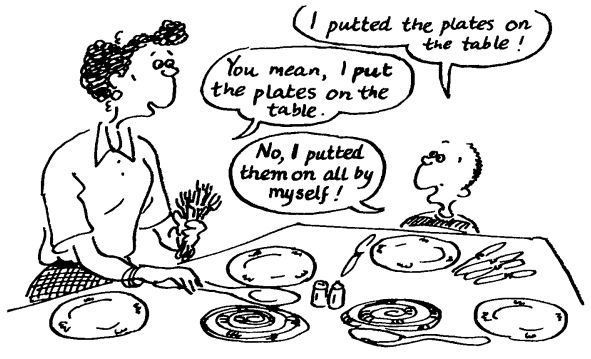 I putted the plates on
the table!
You mean, I put
the plates on the
table.
No, I putted
them on all by
myself!